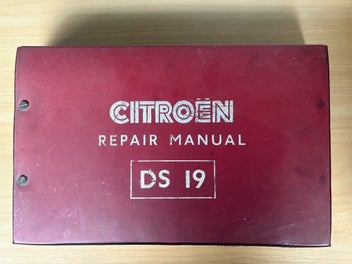 CITROËN
REPAIR MANUAL
DS 19